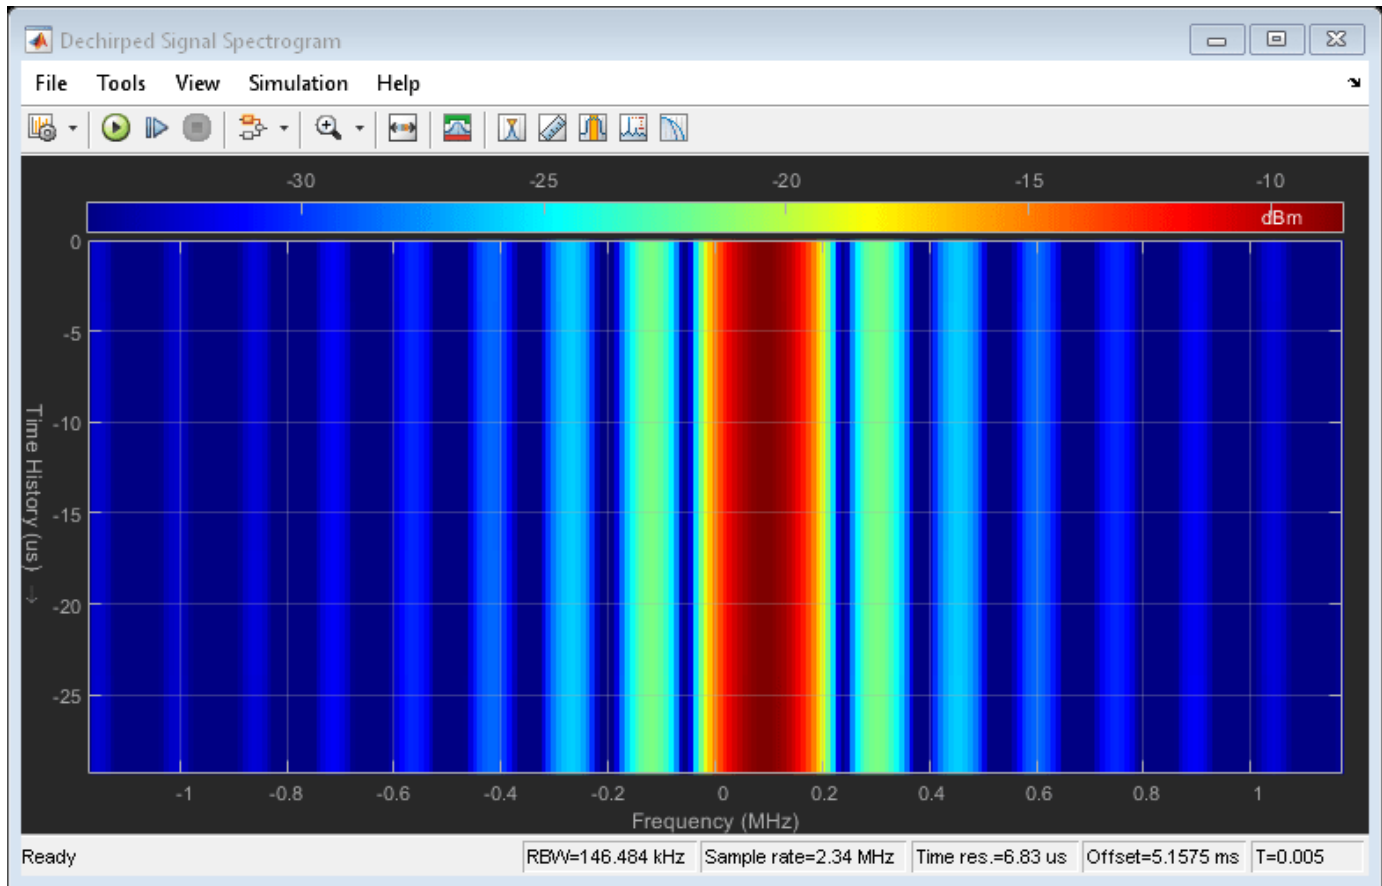 Dechirped Signal Spectrogram
File Tools View Simulation Help
-30 -25 -20 -15 -10
dBm
0
-5
-10
-15
-20
-25
Time History (us) →
-1 -0.8 -0.6 -0.4 -0.2 0 0.2 0.4 0.6 0.8 1
Frequency (MHz)
Ready RBW=146.484 kHz Sample rate=2.34 MHz Time res.=6.83 us Offset=5.1575 ms T=0.005